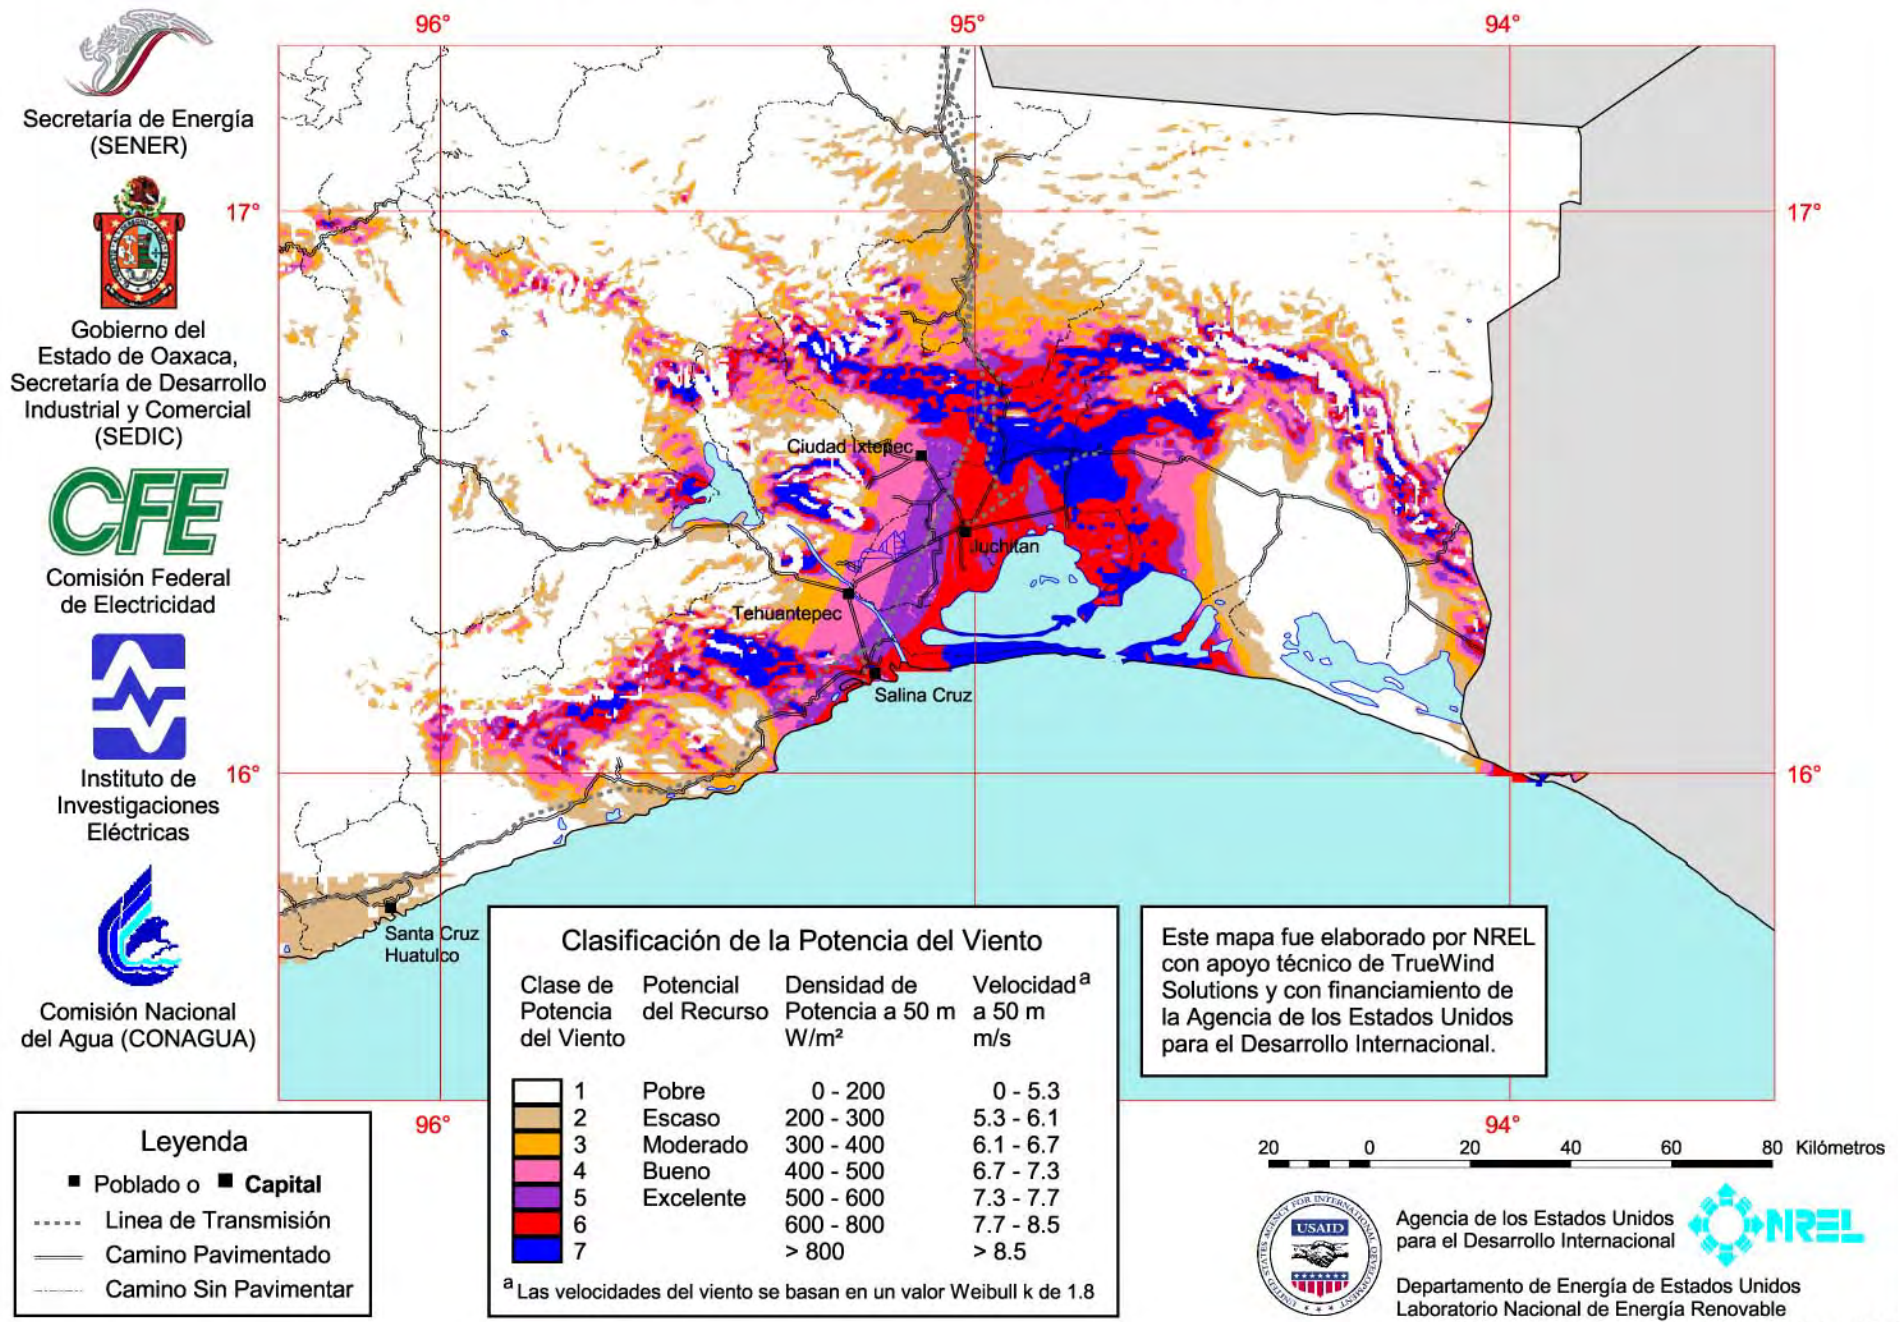 96°
95°
94°
Secretaría de Energía
(SENER)
17°
17°
Gobierno del
Estado de Oaxaca,
Secretaría de Desarrollo
Industrial y Comercial
(SEDIC)
CFE
Comisión Federal
de Electricidad
Instituto de
Investigaciones
Eléctricas
Comisión Nacional
del Agua (CONAGUA)
Ciudad Ixtepec
Juchitan
Tehuantepec
Salina Cruz
16°
16°
Santa Cruz
Huatulco
96°
94°
Clasificación de la Potencia del Viento
Clase de Potencia del Viento
Potencial del Recurso
Densidad de Potencia a 50 m W/m²
Velocidad a a 50 m m/s
1 Pobre 0 - 200 0 - 5.3
2 Escaso 200 - 300 5.3 - 6.1
3 Moderado 300 - 400 6.1 - 6.7
4 Bueno 400 - 500 6.7 - 7.3
5 Excelente 500 - 600 7.3 - 7.7
6 600 - 800 7.7 - 8.5
7 > 800 > 8.5
a Las velocidades del viento se basan en un valor Weibull k de 1.8
Este mapa fue elaborado por NREL
con apoyo técnico de TrueWind
Solutions y con financiamiento de
la Agencia de los Estados Unidos
para el Desarrollo Internacional.
Leyenda
Poblado o Capital
Linea de Transmisión
Camino Pavimentado
Camino Sin Pavimentar
20 0 20 40 60 80 Kilómetros
UNITED STATES AGENCY FOR INTERNATIONAL DEVELOPMENT
USAID
Agencia de los Estados Unidos
para el Desarrollo Internacional
NREL
Departamento de Energía de Estados Unidos
Laboratorio Nacional de Energía Renovable